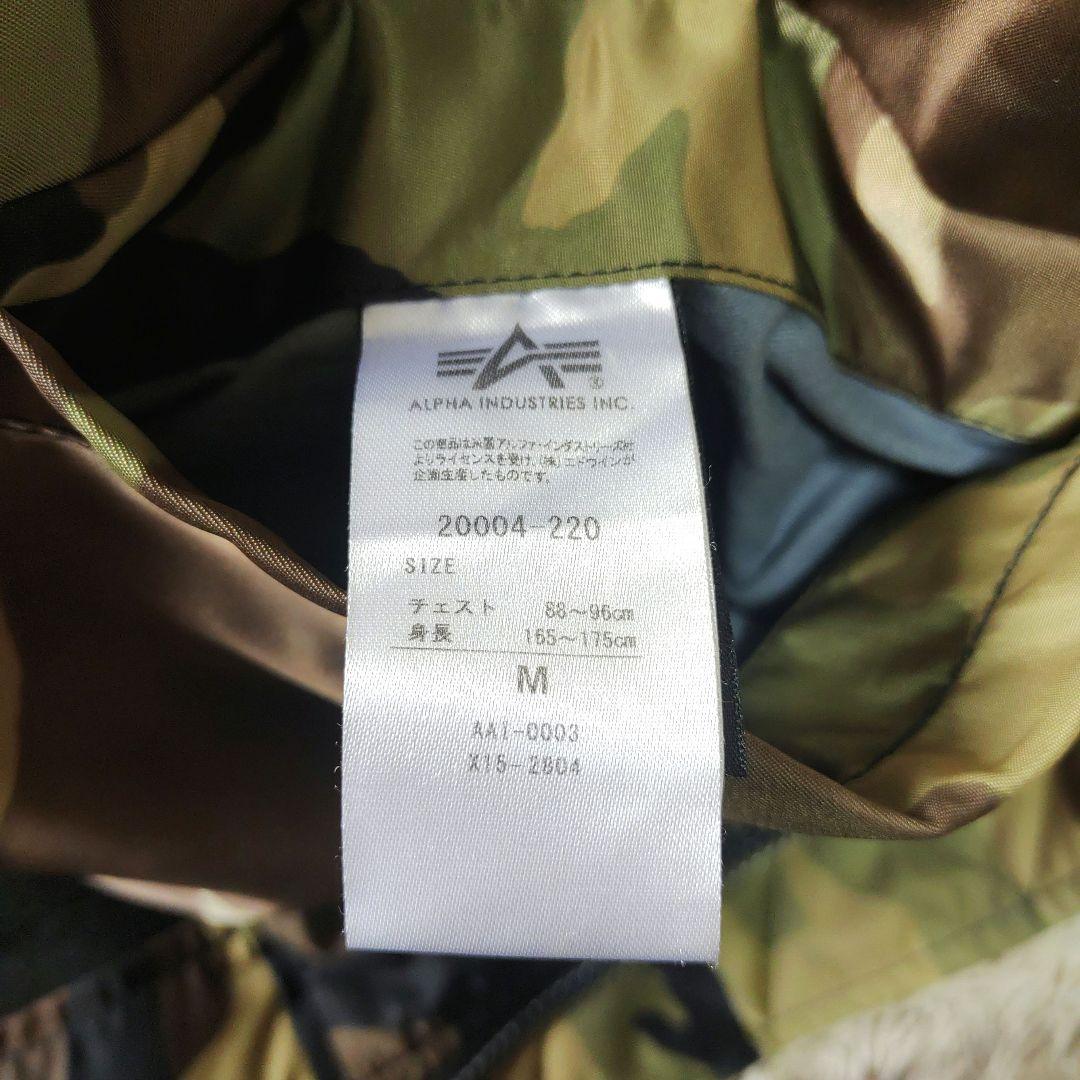 ALPHA INDUSTRIES INC.
この商品は米国アルファ・インダストリーズ社
よりライセンスを受け、(株)エドウインが
企画生産したものです。
20004-220
SIZE
チェスト 88～96cm
身長 165～175cm
M
AA1-0003
X15-2804